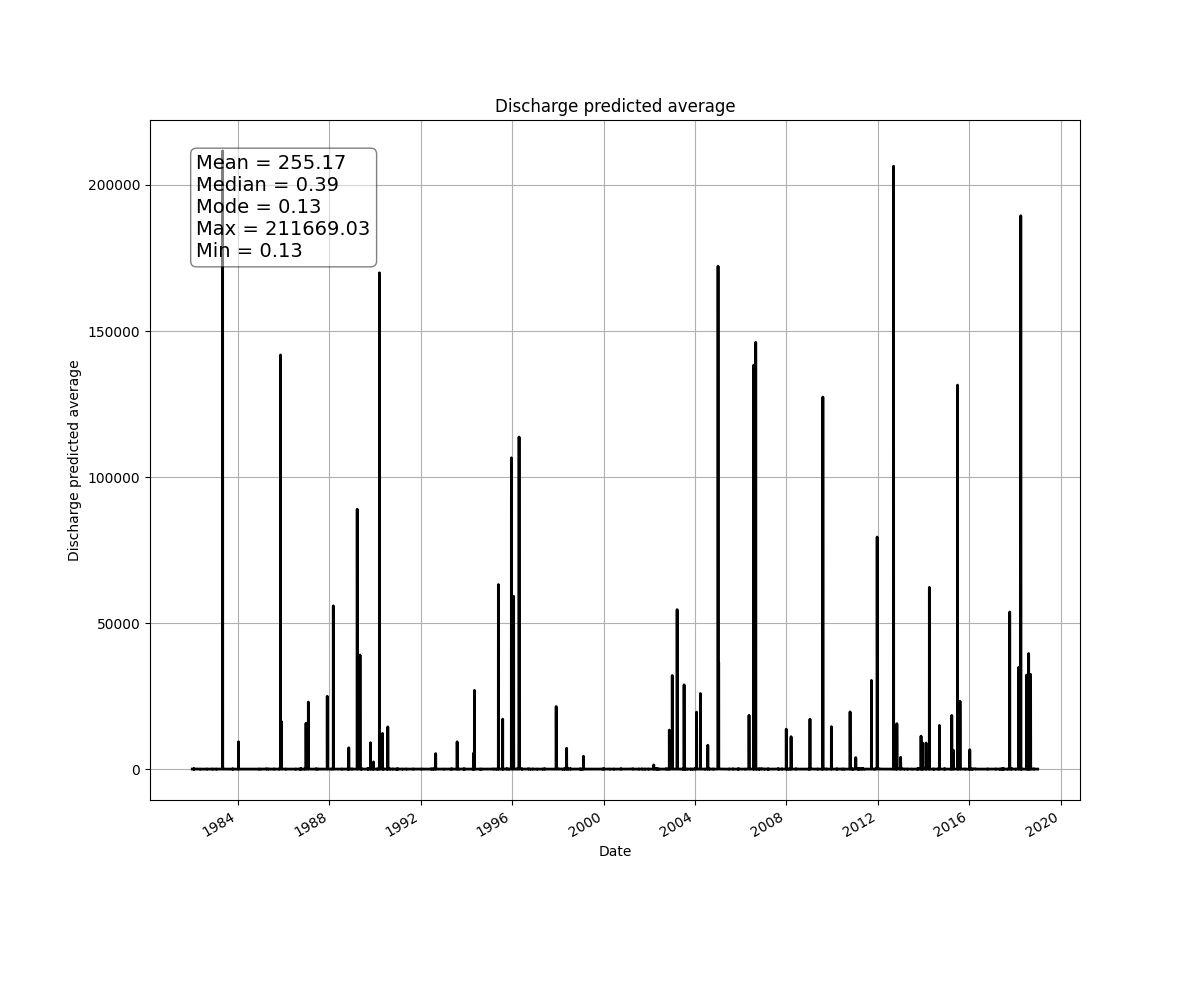 Discharge predicted average
Mean = 255.17
Median = 0.39
Mode = 0.13
Max = 211669.03
Min = 0.13
200000
150000
100000
50000
0
Discharge predicted average
1984
1988
1992
1996
2000
2004
2008
2012
2016
2020
Date